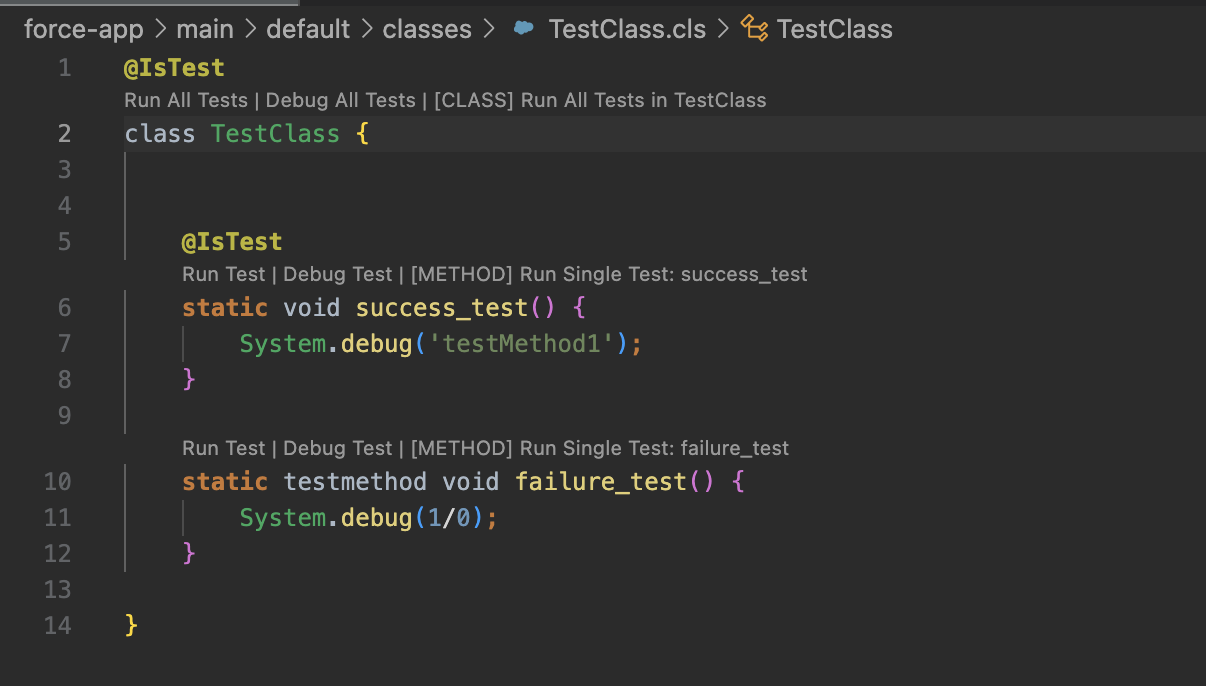 force-app > main > default > classes > TestClass.cls > TestClass
1 @IsTest
Run All Tests | Debug All Tests | [CLASS] Run All Tests in TestClass
2 class TestClass {
3
4
5 @IsTest
Run Test | Debug Test | [METHOD] Run Single Test: success_test
6 static void success_test() {
7 System.debug('testMethod1');
8 }
9
Run Test | Debug Test | [METHOD] Run Single Test: failure_test
10 static testmethod void failure_test() {
11 System.debug(1/0);
12 }
13
14 }